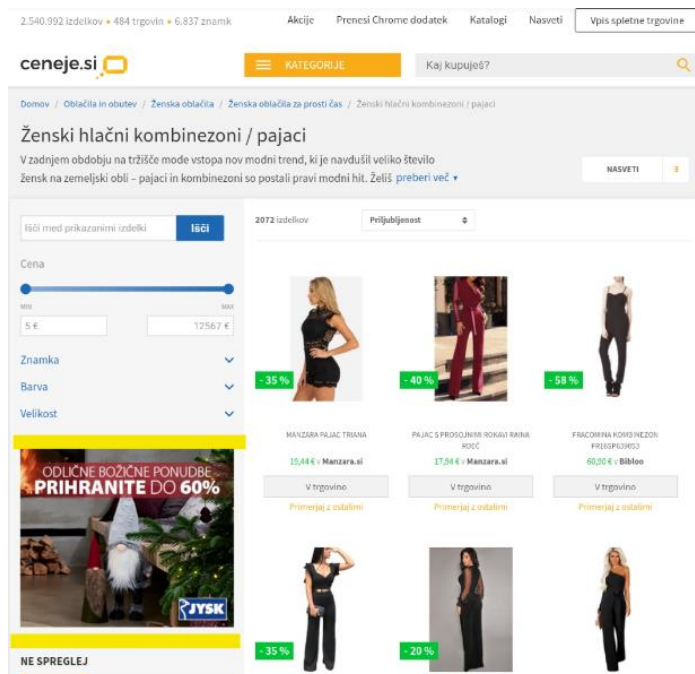 2.540.992 izdelkov • 484 trgovin • 6.837 znamk
Akcije Prenesi Chrome dodatek Katalogi Nasveti Vpis spletne trgovine
ceneje.si
KATEGORIJE
Kaj kupuješ?
Domov / Oblačila in obutev / Ženska oblačila / Ženska oblačila za prosti čas / Ženski hlačni kombinezoni / pajaci
Ženski hlačni kombinezoni / pajaci
V zadnjem obdobju na tržišče mode vstopa nov modni trend, ki je navdušil veliko število
žensk na zemeljski obli – pajaci in kombinezoni so postali pravi modni hit. Želiš preberi več
NASVETI 3
Išči med prikazanimi izdelki
Išči
Cena
MIN MAX
5 € 12567 €
Znamka
Barva
Velikost
ODLIČNE BOŽIČNE PONUDBE
PRIHRANITE DO 60%
JYSK
NE SPREGLEJ
2072 izdelkov
Priljubljenost
- 35 % - 40 % - 58 %
MANZARA PAJAC TRIANA
15,44 € v Manzara.si
V trgovino
Primerjaj z ostalimi
PAJAC S PROSOJNIMI ROKAVI RAINA
RDEČ
17,94 € v Manzara.si
V trgovino
Primerjaj z ostalimi
FRACOMINA KOMBINEZON
60,90 € v Bibloo
V trgovino
Primerjaj z ostalimi
- 35 % - 20 %